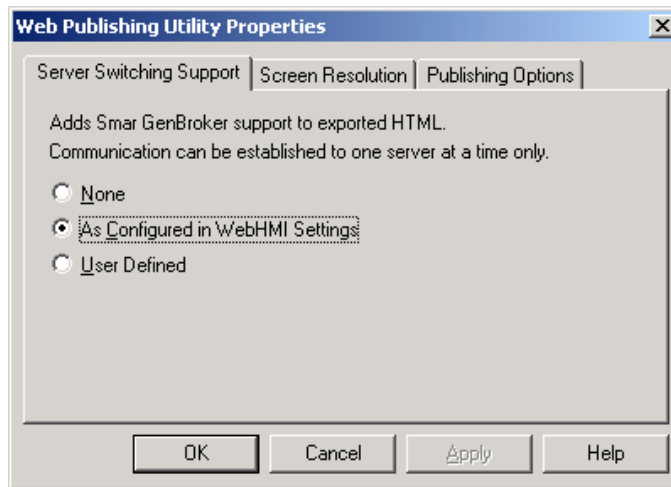 Web Publishing Utility Properties
Server Switching Support
Screen Resolution
Publishing Options
Adds Smar GenBroker support to exported HTML.
Communication can be established to one server at a time only.
None
As Configured in WebHMI Settings
User Defined
OK
Cancel
Apply
Help